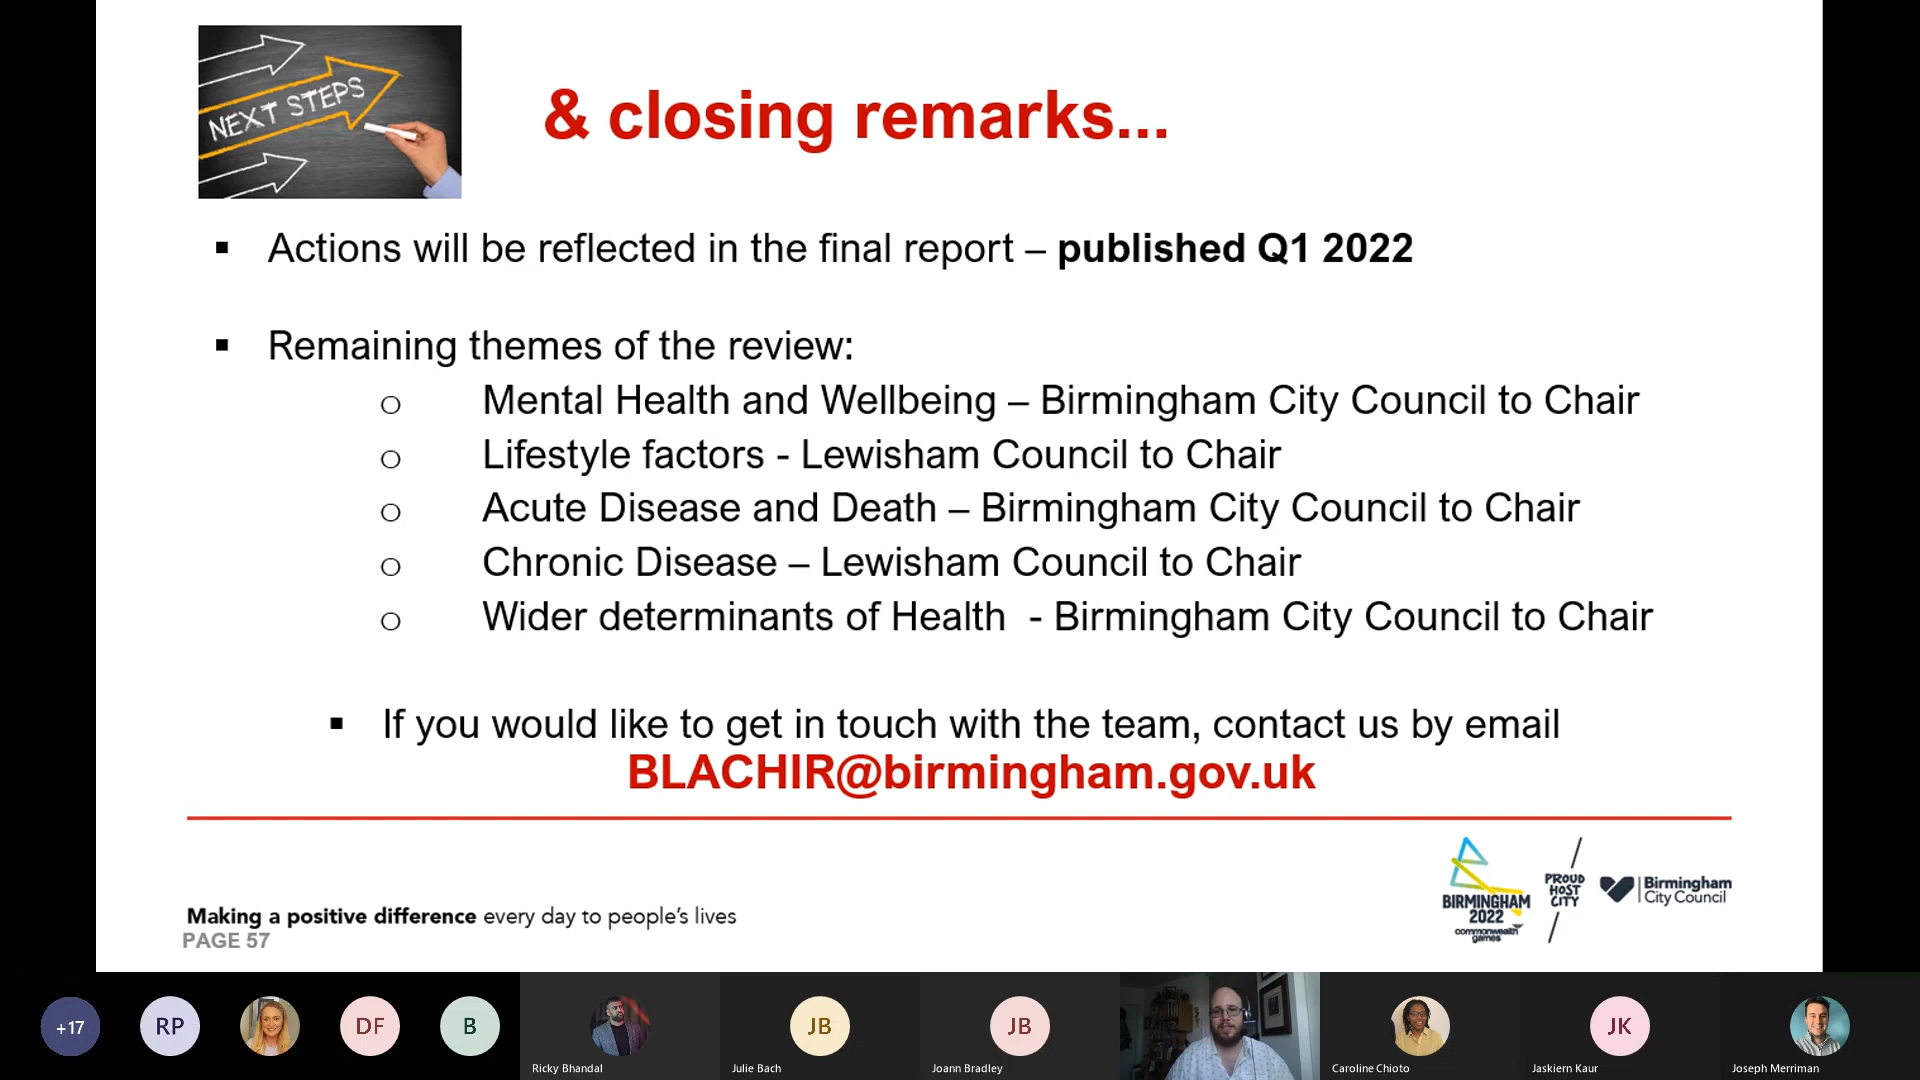 NEXT STEPS
& closing remarks...
▪ Actions will be reflected in the final report – published Q1 2022
▪ Remaining themes of the review:
o Mental Health and Wellbeing – Birmingham City Council to Chair
o Lifestyle factors - Lewisham Council to Chair
o Acute Disease and Death – Birmingham City Council to Chair
o Chronic Disease – Lewisham Council to Chair
o Wider determinants of Health - Birmingham City Council to Chair
▪ If you would like to get in touch with the team, contact us by email
BLACHIR@birmingham.gov.uk
BIRMINGHAM
2022
commonwealth
games
PROUD
HOST
CITY
Birmingham
City Council
Making a positive difference every day to people's lives
PAGE 57
+17
RP
DF
B
JB
JB
JK
Ricky Bhandal
Julie Bach
Joann Bradley
Caroline Chioto
Jaskiern Kaur
Joseph Merriman